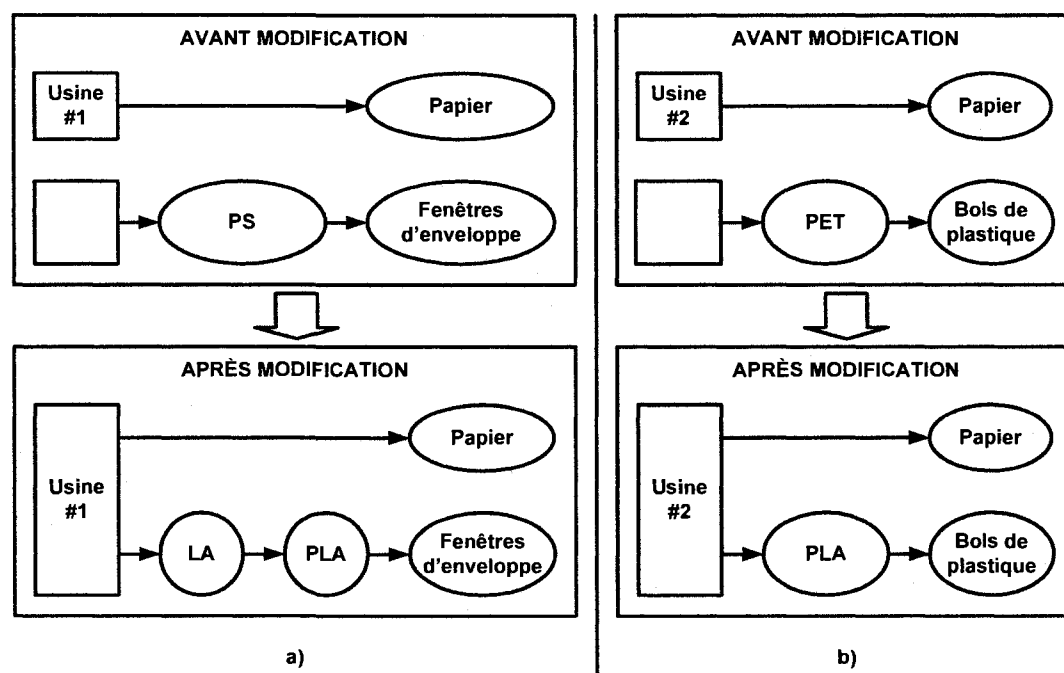 AVANT MODIFICATION
Usine
#1
Papier
PS
Fenêtres
d'enveloppe
APRÈS MODIFICATION
Usine
#1
Papier
LA
PLA
Fenêtres
d'enveloppe
a)
AVANT MODIFICATION
Usine
#2
Papier
PET
Bols de
plastique
APRÈS MODIFICATION
Usine
#2
Papier
PLA
Bols de
plastique
b)